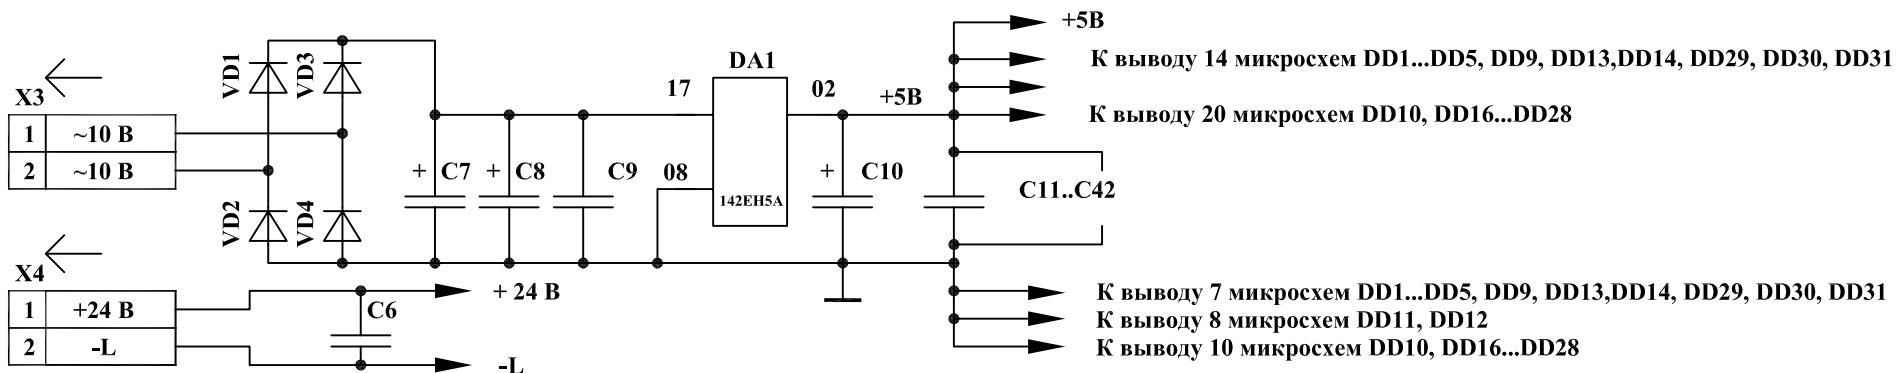 +5В
VD1
VD3
DA1
К выводу 14 микросхем DD1...DD5, DD9, DD13,DD14, DD29, DD30, DD31
X3
17
02
+5В
1 ~10 В
К выводу 20 микросхем DD10, DD16...DD28
2 ~10 В
+ C7
+ C8
C9
08
+ C10
C11..C42
142ЕН5А
VD2
VD4
X4
1 +24 В
+ 24 В
C6
2 -L
-L
К выводу 7 микросхем DD1...DD5, DD9, DD13,DD14, DD29, DD30, DD31
К выводу 8 микросхем DD11, DD12
К выводу 10 микросхем DD10, DD16...DD28